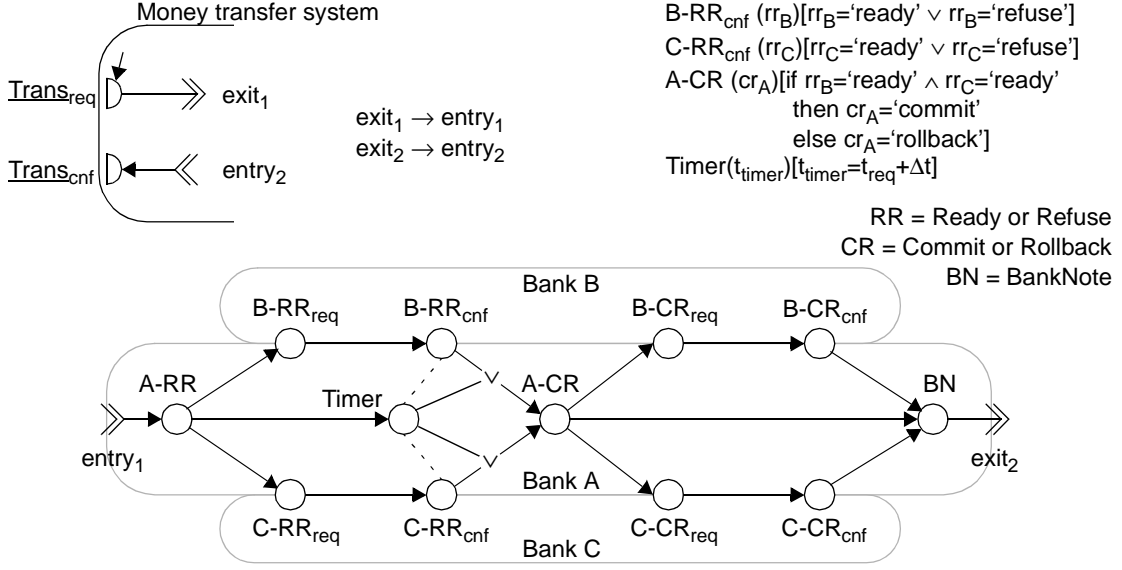 Money transfer system
Trans_req
exit_1
Trans_cnf
entry_2
exit_1 → entry_1
exit_2 → entry_2
B-RR_cnf (rr_B)[rr_B=‘ready’ ∨ rr_B=‘refuse’]
C-RR_cnf (rr_C)[rr_C=‘ready’ ∨ rr_C=‘refuse’]
A-CR (cr_A)[if rr_B=‘ready’ ∧ rr_C=‘ready’
then cr_A=‘commit’
else cr_A=‘rollback’]
Timer(t_timer)[t_timer=t_req+Δt]
RR = Ready or Refuse
CR = Commit or Rollback
BN = BankNote
Bank B
B-RR_req B-RR_cnf B-CR_req B-CR_cnf
A-RR Timer ∨ A-CR BN
entry_1 ∨ exit_2
Bank A
C-RR_req C-RR_cnf C-CR_req C-CR_cnf
Bank C